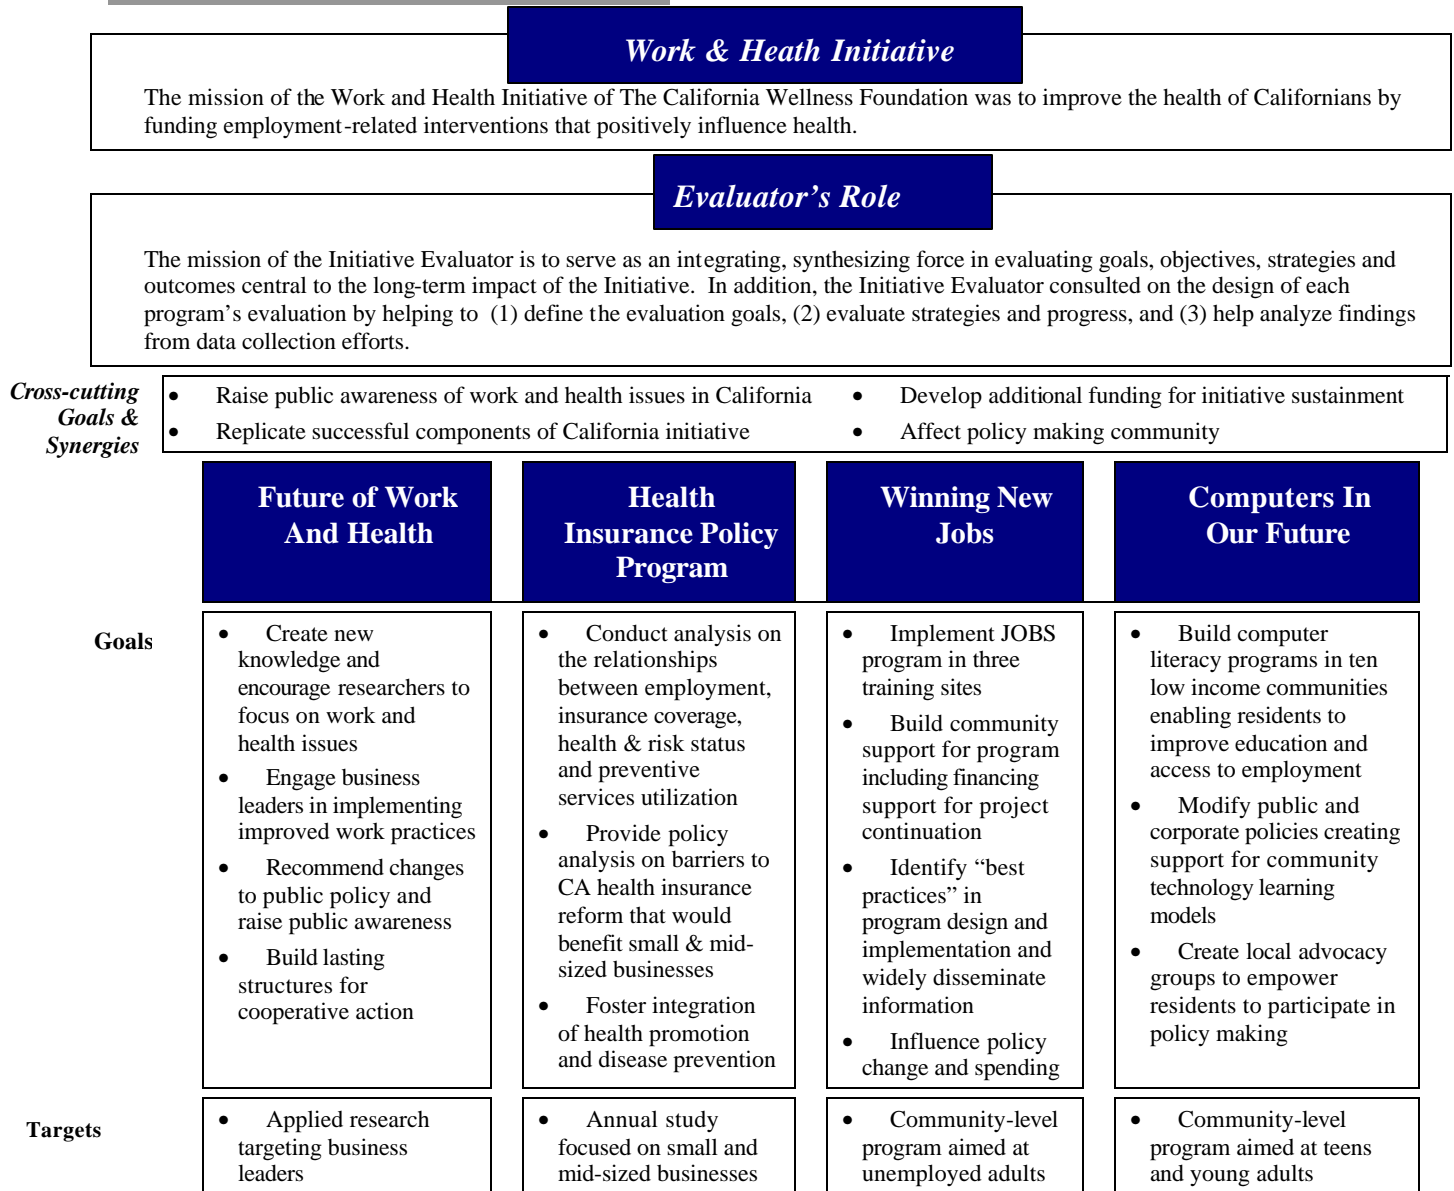 Work & Heath Initiative
The mission of the Work and Health Initiative of The California Wellness Foundation was to improve the health of Californians by
funding employment-related interventions that positively influence health.
Evaluator's Role
The mission of the Initiative Evaluator is to serve as an integrating, synthesizing force in evaluating goals, objectives, strategies and
outcomes central to the long-term impact of the Initiative. In addition, the Initiative Evaluator consulted on the design of each
program's evaluation by helping to (1) define the evaluation goals, (2) evaluate strategies and progress, and (3) help analyze findings
from data collection efforts.
Cross-cutting
Goals &
Synergies
• Raise public awareness of work and health issues in California
• Replicate successful components of California initiative
• Develop additional funding for initiative sustainment
• Affect policy making community
Future of Work
And Health
Health
Insurance Policy
Program
Winning New
Jobs
Computers In
Our Future
Goals
• Create new
knowledge and
encourage researchers to
focus on work and
health issues
• Engage business
leaders in implementing
improved work practices
• Recommend changes
to public policy and
raise public awareness
• Build lasting
structures for
cooperative action
• Conduct analysis on
the relationships
between employment,
insurance coverage,
health & risk status
and preventive
services utilization
• Provide policy
analysis on barriers to
CA health insurance
reform that would
benefit small & mid-
sized businesses
• Foster integration
of health promotion
and disease prevention
• Implement JOBS
program in three
training sites
• Build community
support for program
including financing
support for project
continuation
• Identify “best
practices” in
program design and
implementation and
widely disseminate
information
• Influence policy
change and spending
• Build computer
literacy programs in ten
low income communities
enabling residents to
improve education and
access to employment
• Modify public and
corporate policies creating
support for community
technology learning
models
• Create local advocacy
groups to empower
residents to participate in
policy making
Targets
• Applied research
targeting business
leaders
• Annual study
focused on small and
mid-sized businesses
• Community-level
program aimed at
unemployed adults
• Community-level
program aimed at teens
and young adults